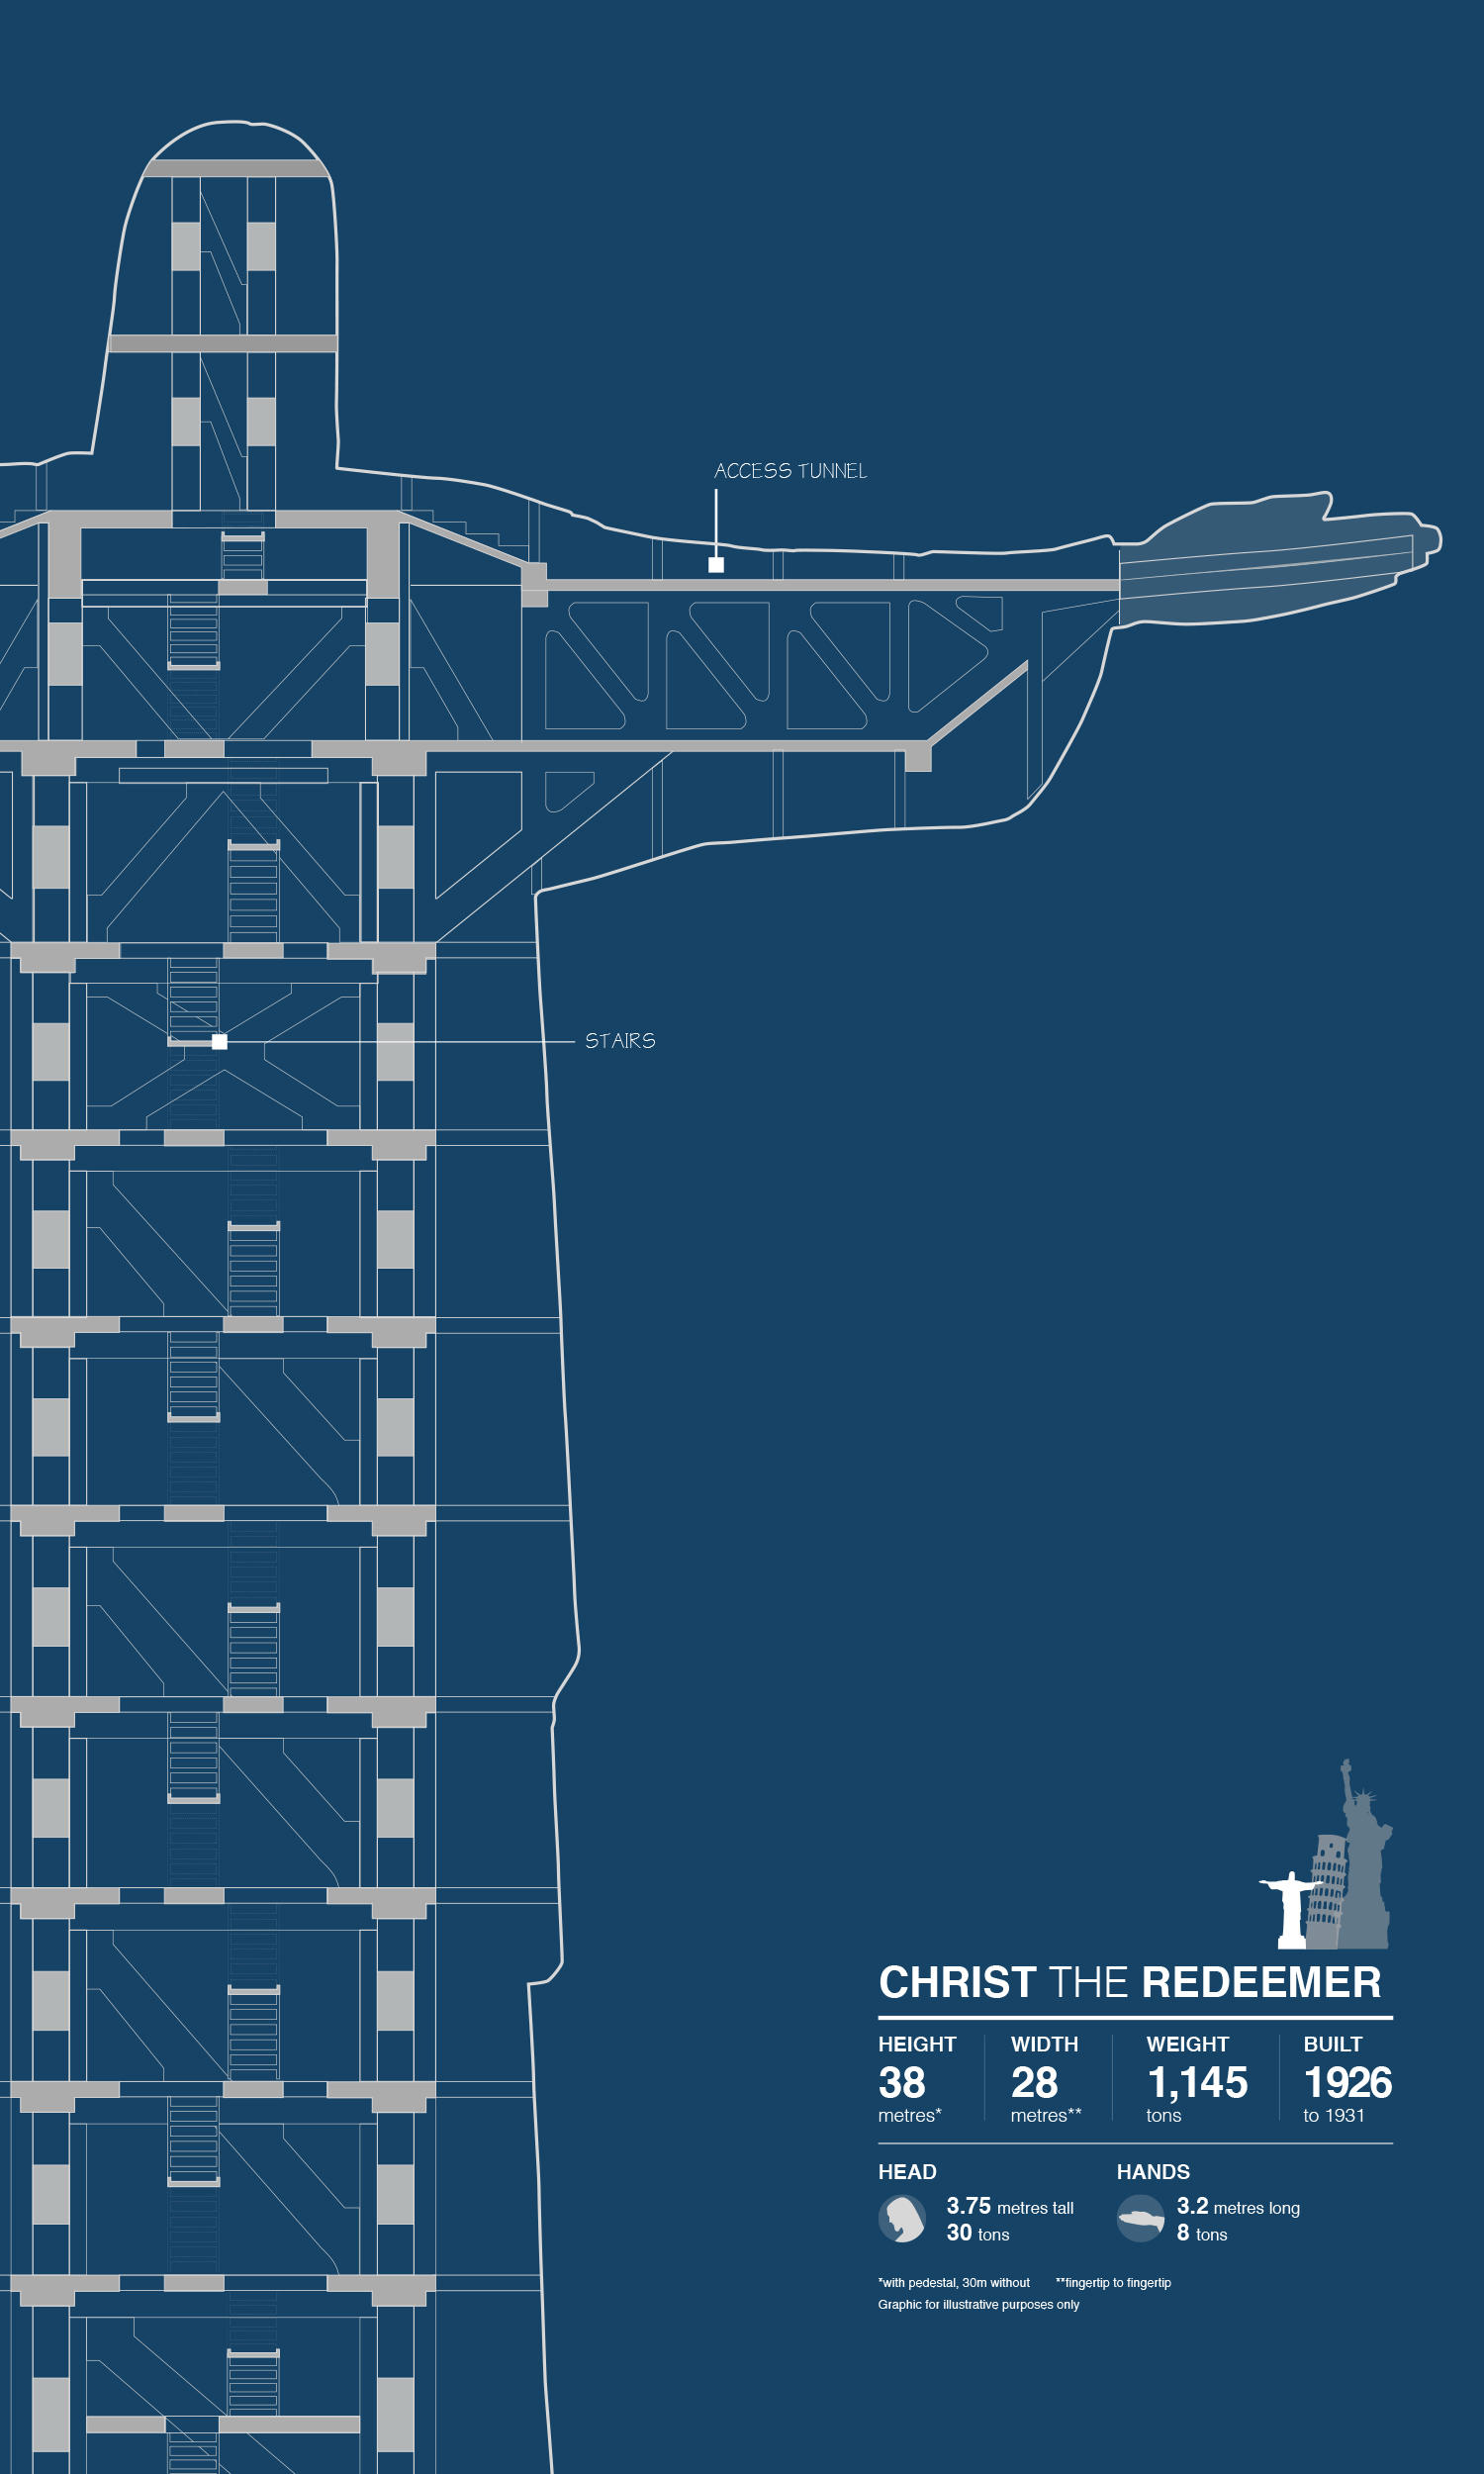 ACCESS TUNNEL
STAIRS
CHRIST THE REDEEMER
HEIGHT
38
metres*
WIDTH
28
metres**
WEIGHT
1,145
tons
BUILT
1926
to 1931
HEAD
3.75 metres tall
30 tons
HANDS
3.2 metres long
8 tons
*with pedestal, 30m without
**fingertip to fingertip
Graphic for illustrative purposes only